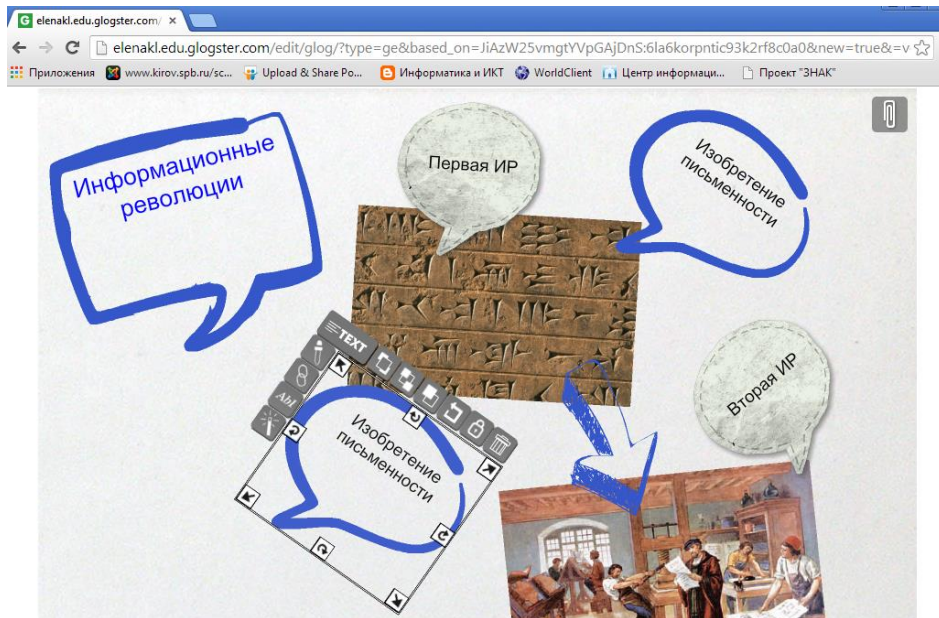 elenakl.edu.glogster.com/
elenakl.edu.glogster.com/edit/glog/?type=ge&based_on=JiAzW25vmgtYVpGAjDnS:6la6korpntic93k2rf8c0a0&new=true&=v
Приложения www.kirov.spb.ru/sc... Upload & Share Po... Информатика и ИКТ WorldClient Центр информаци... Проект "ЗНАК"
Информационные
революции
Первая ИР
Изобретение
письменности
Вторая ИР
TEXT
Abl
Изобретение
письменности